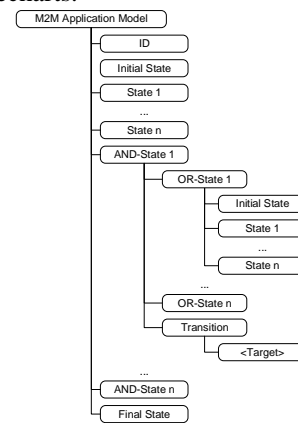 M2M Application Model
ID
Initial State
State 1
...
State n
AND-State 1
OR-State 1
Initial State
State 1
...
State n
...
OR-State n
Transition
<Target>
...
AND-State n
Final State